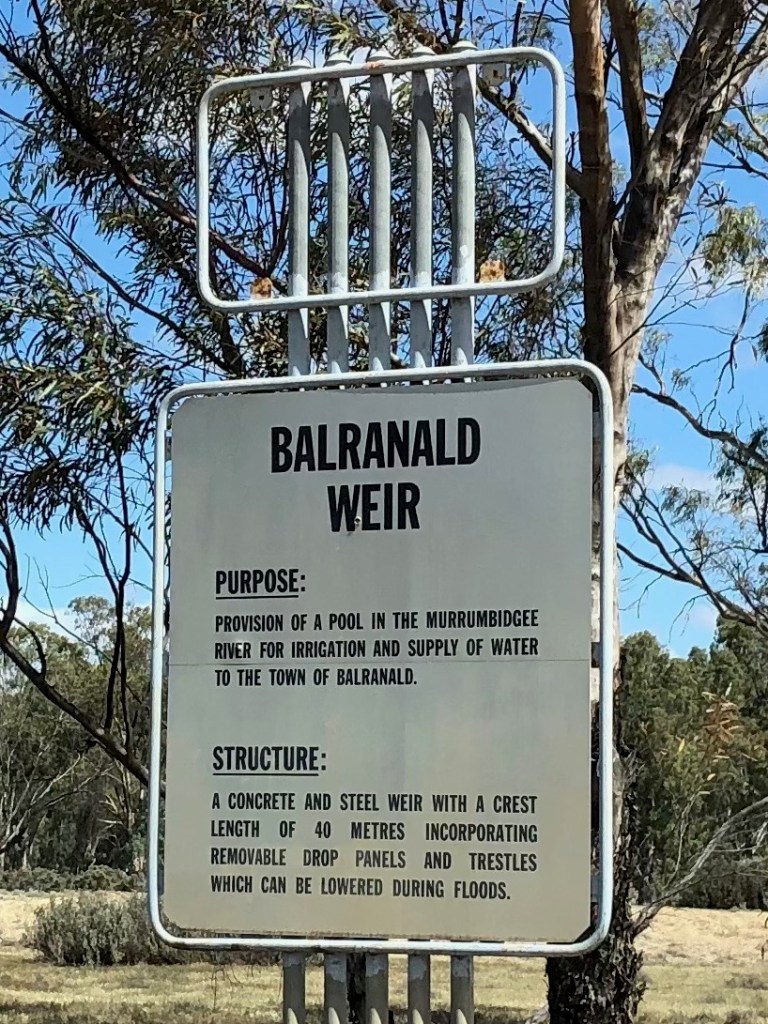 BALRANALD
WEIR
PURPOSE:
PROVISION OF A POOL IN THE MURRUMBIDGEE
RIVER FOR IRRIGATION AND SUPPLY OF WATER
TO THE TOWN OF BALRANALD.
STRUCTURE:
A CONCRETE AND STEEL WEIR WITH A CREST
LENGTH OF 40 METRES INCORPORATING
REMOVABLE DROP PANELS AND TRESTLES
WHICH CAN BE LOWERED DURING FLOODS.